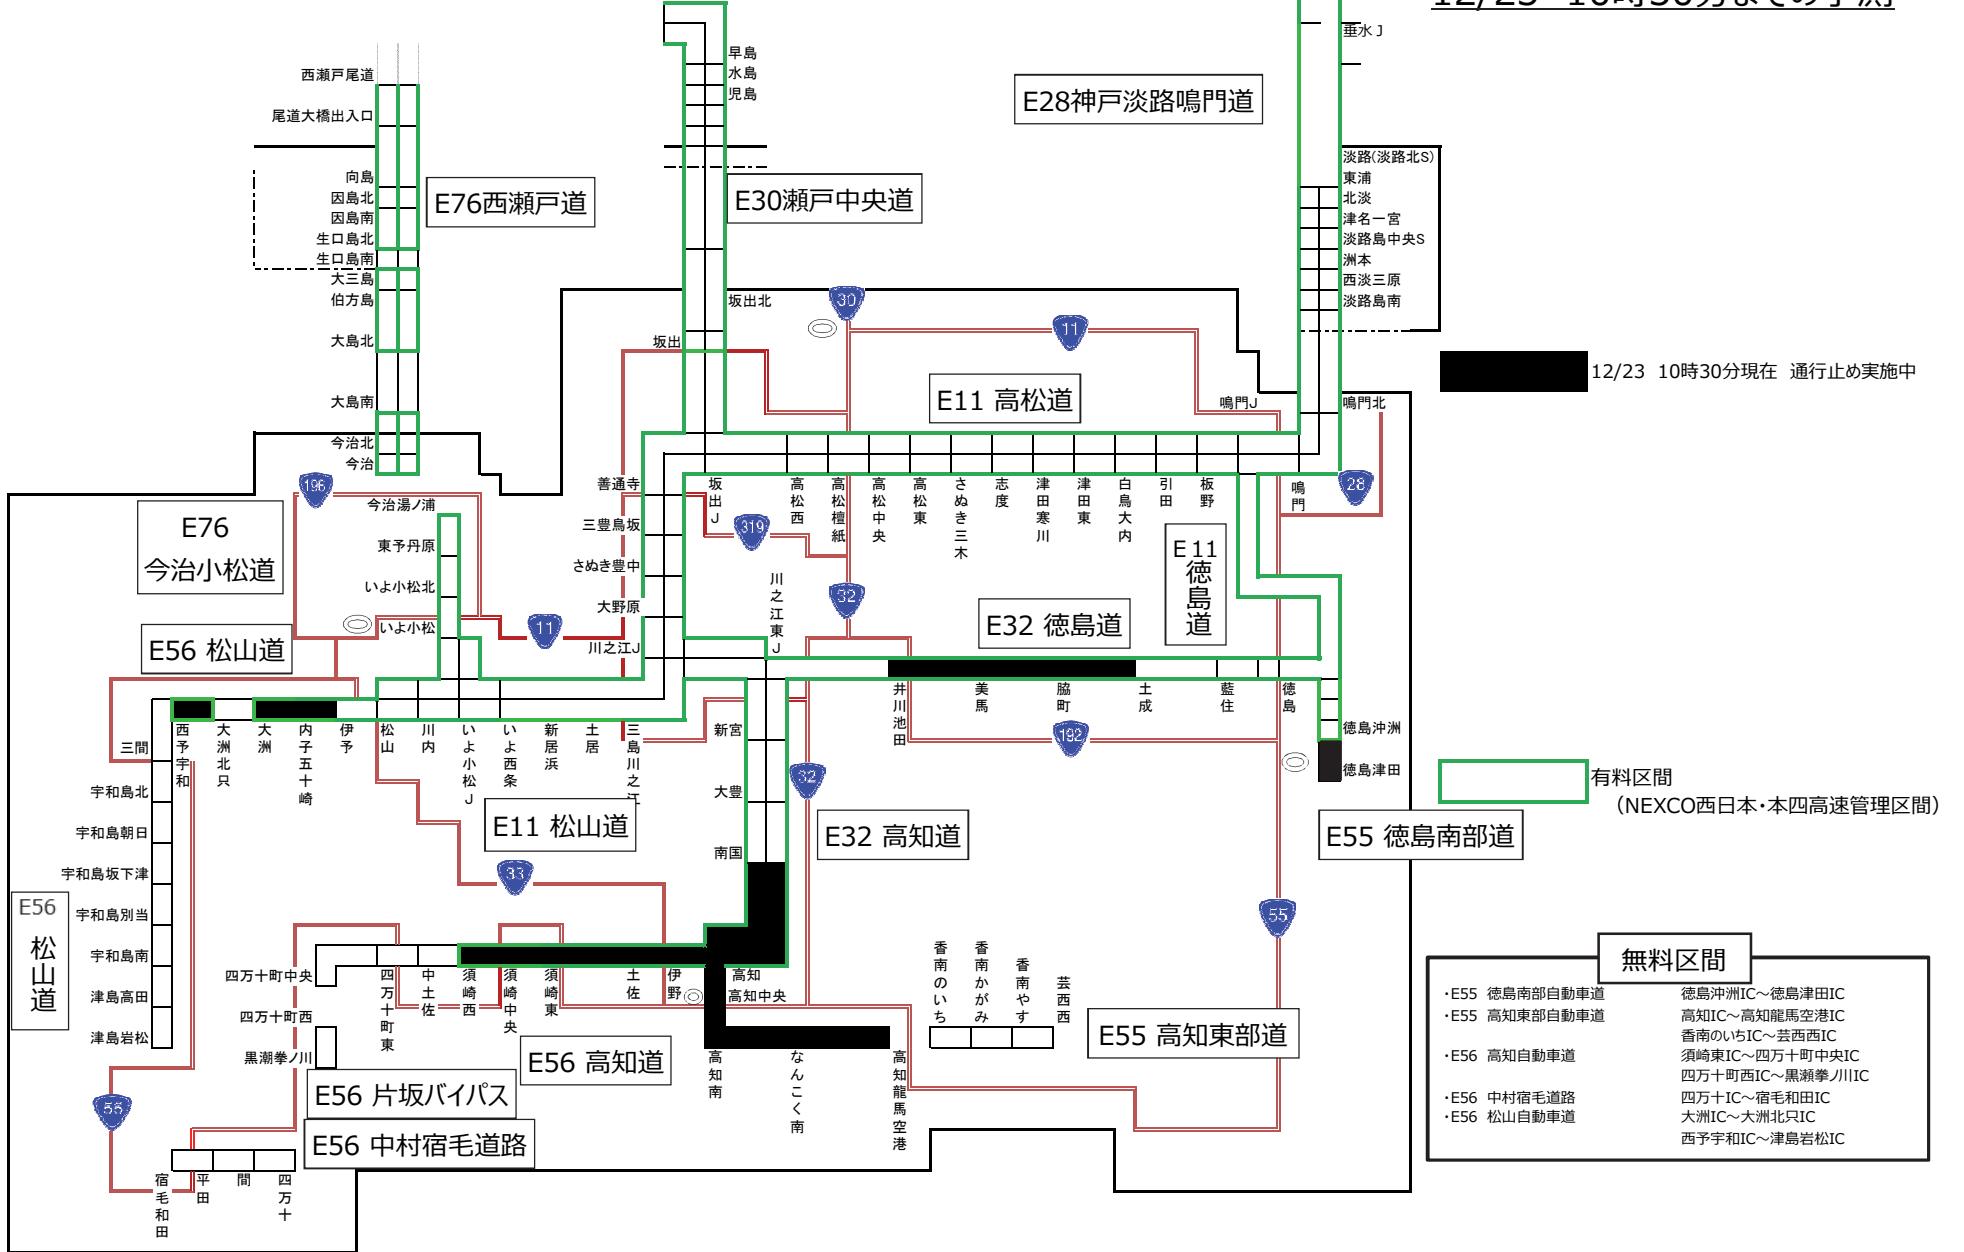 垂水J
早島
水島
児島
西瀬戸尾道
尾道大橋出入口
E28神戸淡路鳴門道
向島
因島北
因島南
生口島北
生口島南
大三島
伯方島
大島北
大島南
今治北
今治
E76西瀬戸道
E30瀬戸中央道
淡路(淡路北S)
東浦
北淡
津名一宮
淡路島中央S
洲本
西淡三原
淡路島南
坂出北
30
11
坂出
E11 高松道
鳴門J
鳴門北
12/23 10時30分現在 通行止め実施中
196
今治湯ノ浦
善通寺
坂出J
高松西
高松檀紙
高松中央
高松東
さぬき三木
志度
津田寒川
津田東
白鳥大内
引田
板野
鳴門
28
E76
今治小松道
東予丹原
いよ小松北
いよ小松
三豊鳥坂
さぬき豊中
大野原
川之江J
319
川之江東J
32
E11徳島道
E32 徳島道
E56 松山道
11
西予宇和
大洲北只
大洲
内子五十崎
伊予
松山
川内
いよ小松J
いよ西条
新居浜
土居
三島川之江
新宮
大豊
南国
井川池田
美馬
脇町
土成
藍住
徳島
192
徳島沖洲
徳島津田
三間
宇和島北
宇和島朝日
宇和島坂下津
宇和島別当
宇和島南
津島高田
津島岩松
E11 松山道
32
E32 高知道
E55 徳島南部道
有料区間
(NEXCO西日本・本四高速管理区間)
33
E56
松山道
55
四万十町中央
四万十町西
黒潮拳ノ川
四万十町東
中土佐
須崎西
須崎中央
須崎東
土佐
伊野
高知
高知中央
高知南
なんこく南
高知龍馬空港
香南のいち
香南かがみ
香南やす
芸西西
E55 高知東部道
E56 高知道
E56 片坂バイパス
E56 中村宿毛道路
宿毛和田
平田
間
四万十
無料区間
・E55 徳島南部自動車道 徳島沖洲IC～徳島津田IC
・E55 高知東部自動車道 高知IC～高知龍馬空港IC
香南のいちIC～芸西西IC
・E56 高知自動車道 須崎東IC～四万十町中央IC
四万十町西IC～黒瀬拳ノ川IC
・E56 中村宿毛道路 四万十IC～宿毛和田IC
・E56 松山自動車道 大洲IC～大洲北只IC
西予宇和IC～津島岩松IC